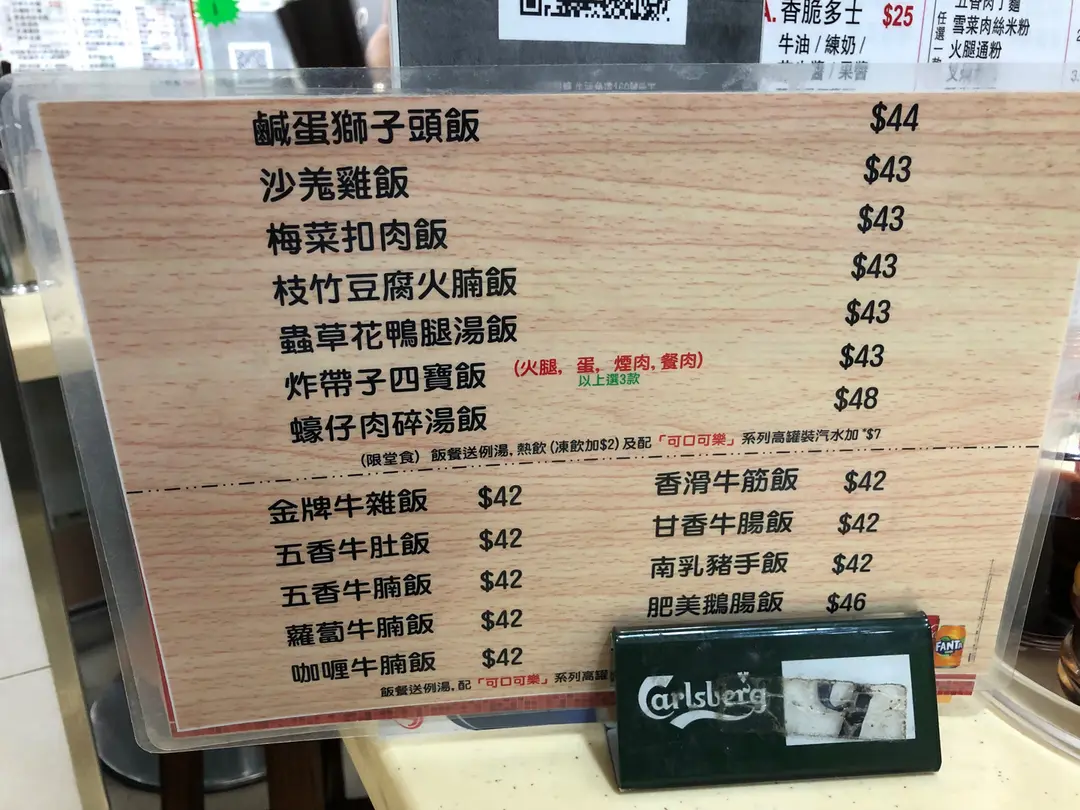 香脆多士 $25
牛油 / 練奶 /
任選一款
雪菜肉絲米粉
火腿通粉
鹹蛋獅子頭飯 $44
沙羗雞飯 $43
梅菜扣肉飯 $43
枝竹豆腐火腩飯 $43
蟲草花鴨腿湯飯 $43
炸帶子四寶飯 (火腿, 蛋, 煙肉, 餐肉) $43
以上選3款
蠔仔肉碎湯飯 $48
(限堂食) 飯餐送例湯, 熱飲 (凍飲加$2) 及配「可口可樂」系列高罐裝汽水加 *$7
金牌牛雜飯 $42
五香牛肚飯 $42
五香牛腩飯 $42
蘿蔔牛腩飯 $42
咖喱牛腩飯 $42
香滑牛筋飯 $42
甘香牛腸飯 $42
南乳豬手飯 $42
肥美鵝腸飯 $46
飯餐送例湯, 配「可口可樂」系列高罐
FANTA
Carlsberg